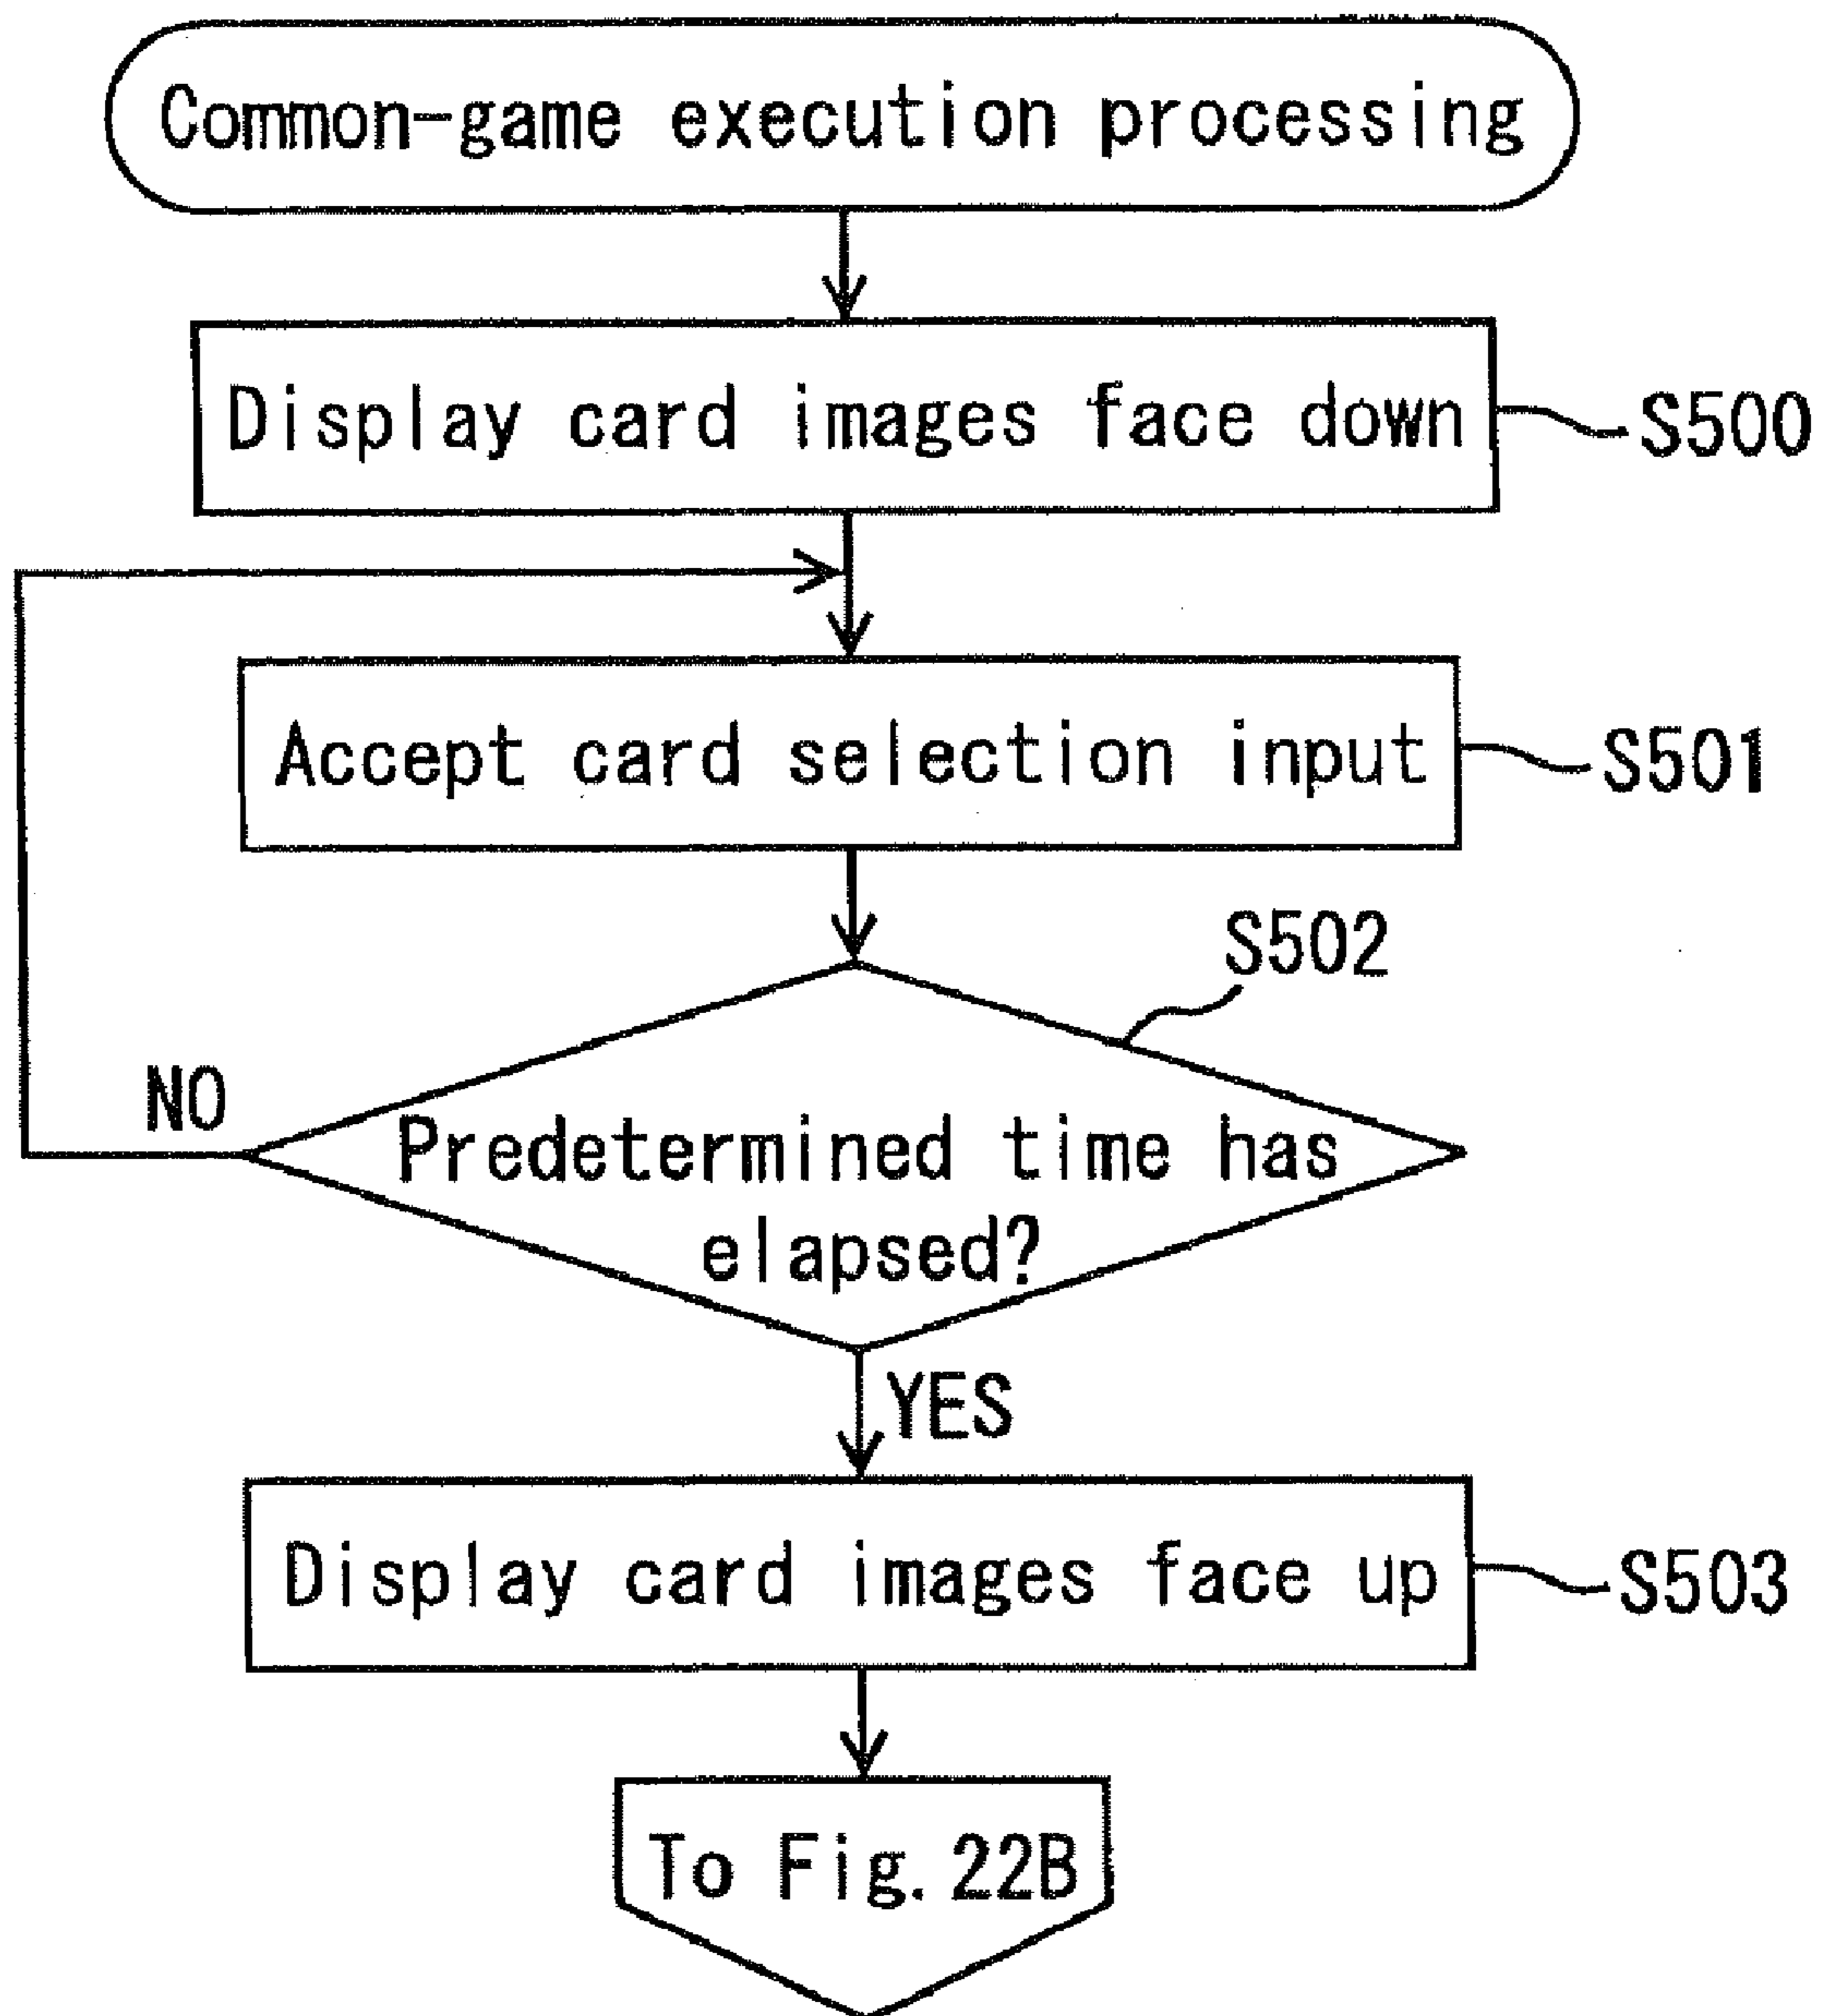 Common-game execution processing
Display card images face down
S500
Accept card selection input
S501
S502
NO
Predetermined time has
elapsed?
YES
Display card images face up
S503
To Fig. 22B